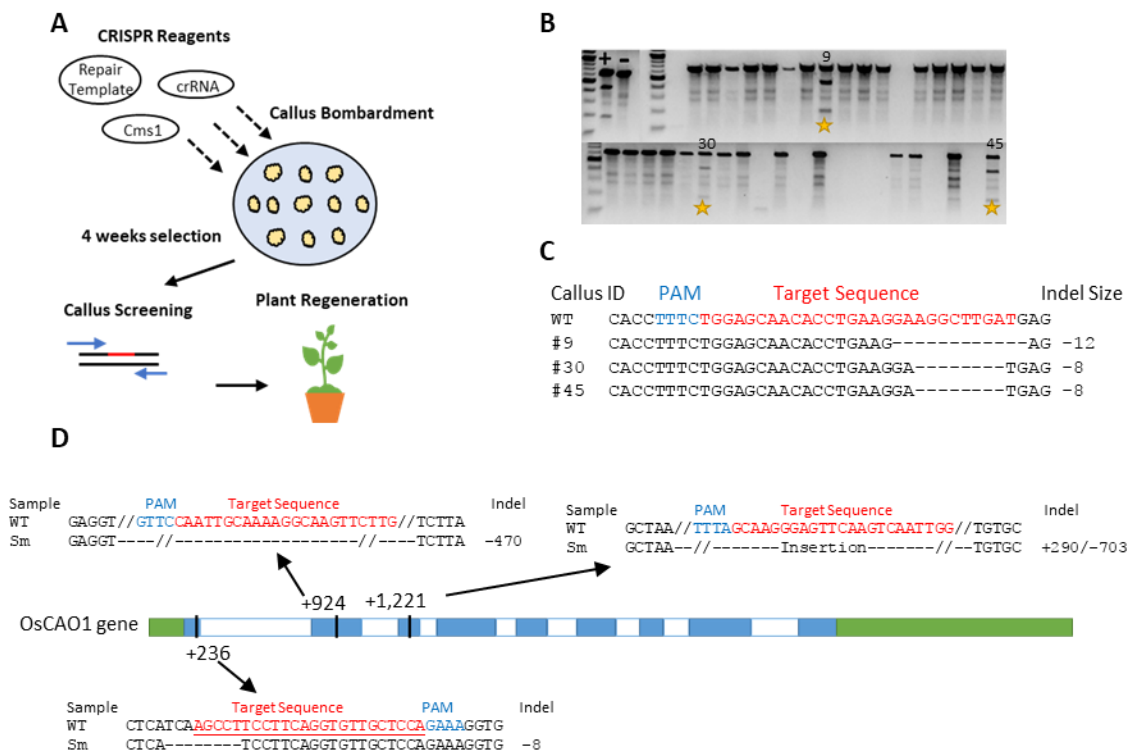 A
CRISPR Reagents
Repair
Template
crRNA
Cms1
Callus Bombardment
4 weeks selection
Callus Screening
Plant Regeneration
B
+ -
9
30
45
C
Callus ID PAM Target Sequence Indel Size
WT CACCTTTCTGGAGCAACACCTGAAGGAAGGCTTGATGAG
#9 CACCTTTCTGGAGCAACACCTGAAG------------AG -12
#30 CACCTTTCTGGAGCAACACCTGAAGGA--------TGAG -8
#45 CACCTTTCTGGAGCAACACCTGAAGGA--------TGAG -8
D
Sample PAM Target Sequence Indel
WT GAGGT//GTTCCAATTGCAAAAGGCAAGTTCTTG//TCTTA
Sm GAGGT----//--------------------//----TCTTA -470
Sample PAM Target Sequence Indel
WT GCTAA//TTTAGCAAGGGAGTTCAAGTCAATTGG//TGTGC
Sm GCTAA--//-------Insertion-------//--TGTGC +290/-703
+924
+1,221
OsCAO1 gene
+236
Sample Target Sequence PAM Indel
WT CTCATCAAGCCTTCCTTCAGGTGTTGCTCCAGAAAGGTG
Sm CTCA--------TCCTTCAGGTGTTGCTCCAGAAAGGTG -8